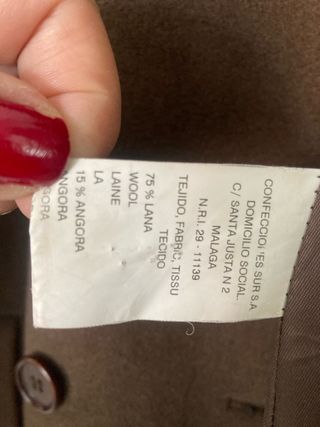 CONFECCIONES SUR S.A
DOMICILIO SOCIAL.
C/ SANTA JUSTA N 2
MALAGA
N.R.I. 29 - 11139
TEJIDO, FABRIC, TISSU
TECIDO
75 % LANA
WOOL
LAINE
LA
15 % ANGORA
ANGORA
ANGORA